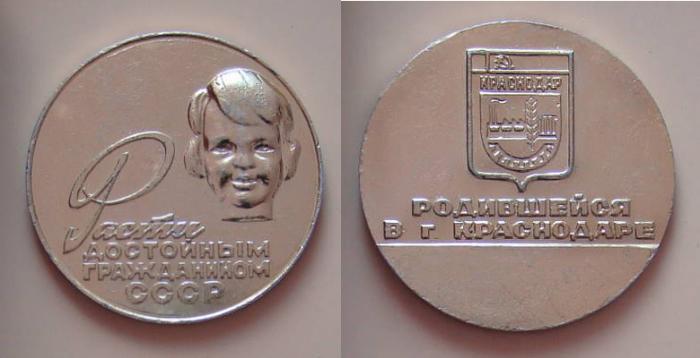 Расти
ДОСТОЙНЫМ
ГРАЖДАНИНОМ
СССР
КРАСНОДАР
РОДИВШЕЙСЯ
В г КРАСНОДАРЕ